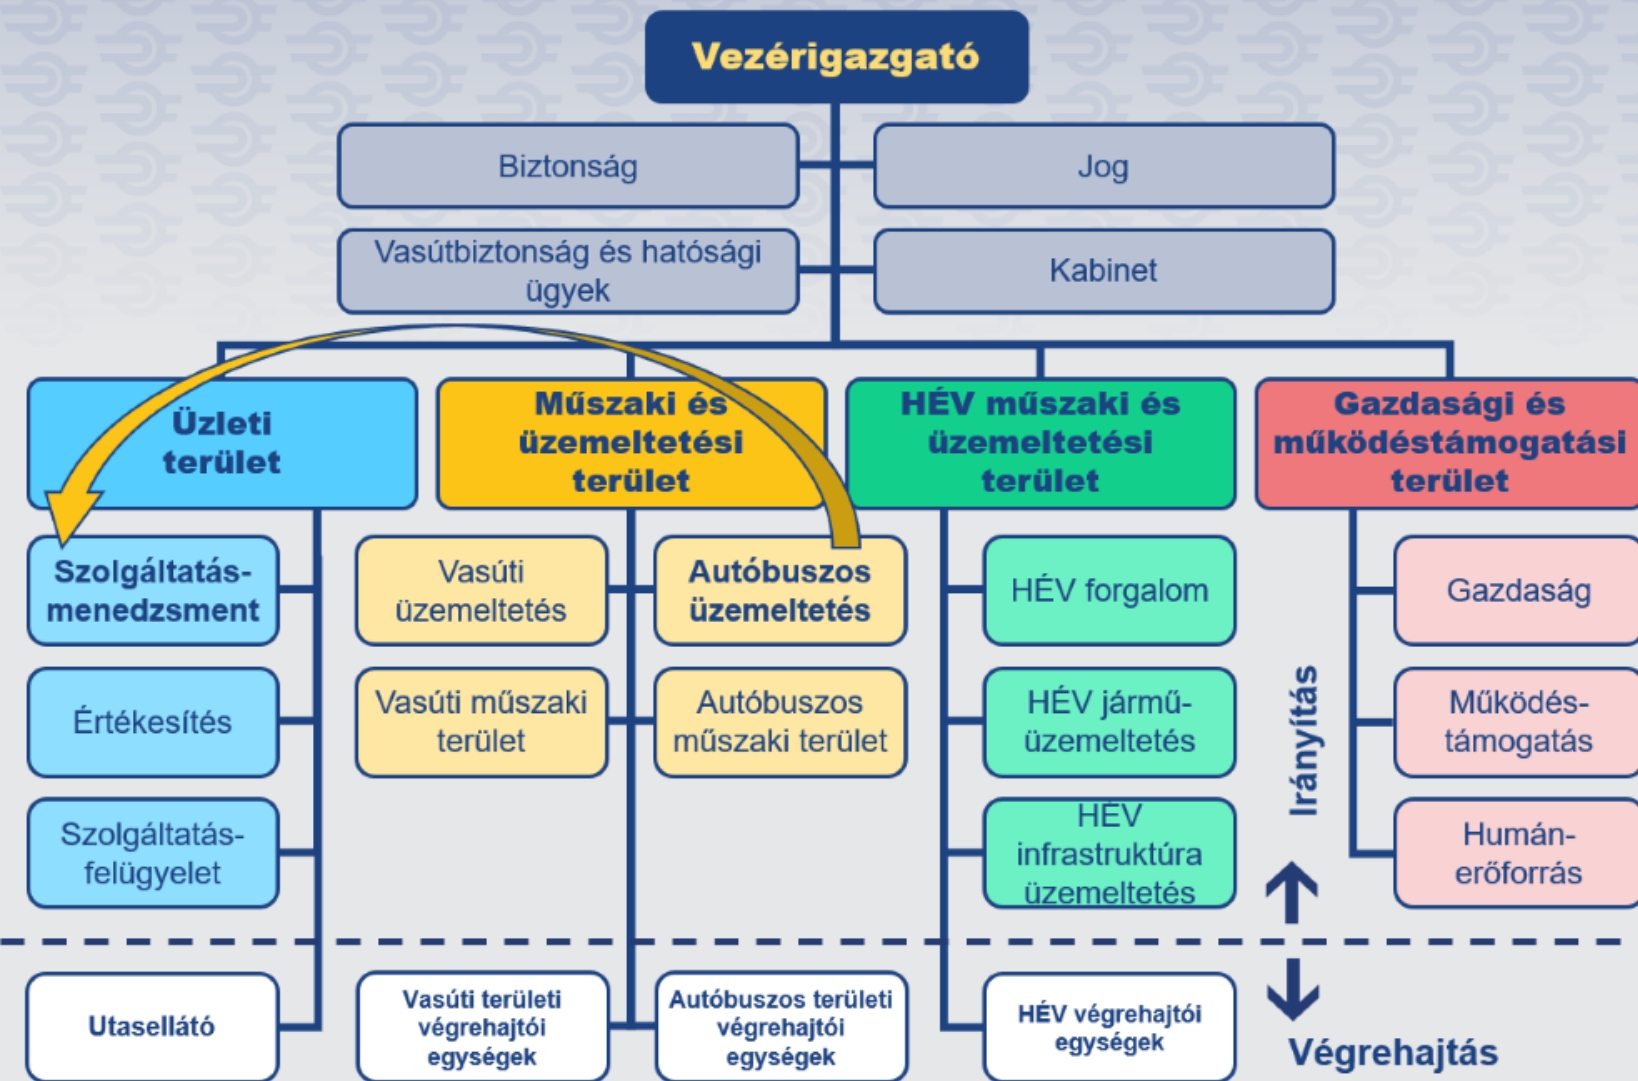 Vezérigazgató
Biztonság
Jog
Vasútbiztonság és hatósági
ügyek
Kabinet
Üzleti
terület
Műszaki és
üzemeltetési
terület
HÉV műszaki és
üzemeltetési
terület
Gazdasági és
működéstámogatási
terület
Szolgáltatás-
menedzsment
Vasúti
üzemeltetés
Autóbuszos
üzemeltetés
HÉV forgalom
Gazdaság
Értékesítés
Vasúti műszaki
terület
Autóbuszos
műszaki terület
HÉV jármű-
üzemeltetés
Működés-
támogatás
Szolgáltatás-
felügyelet
HÉV
infrastruktúra
üzemeltetés
Humán-
erőforrás
Irányítás
Utasellátó
Vasúti területi
végrehajtói
egységek
Autóbuszos területi
végrehajtói
egységek
HÉV végrehajtói
egységek
Végrehajtás